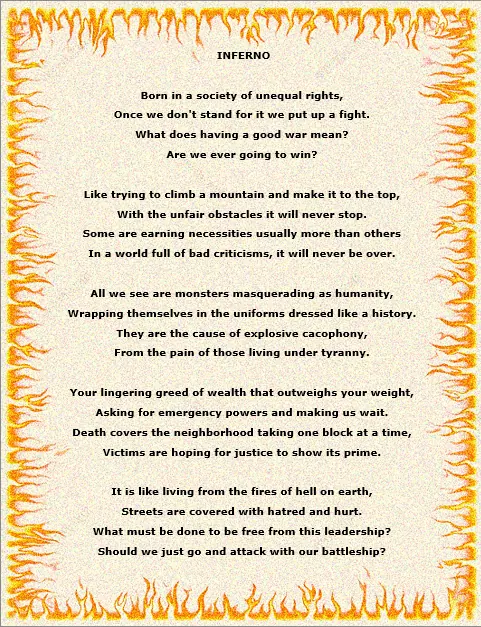 INFERNO
Born in a society of unequal rights,
Once we don't stand for it we put up a fight.
What does having a good war mean?
Are we ever going to win?
Like trying to climb a mountain and make it to the top,
With the unfair obstacles it will never stop.
Some are earning necessities usually more than others
In a world full of bad criticisms, it will never be over.
All we see are monsters masquerading as humanity,
Wrapping themselves in the uniforms dressed like a history.
They are the cause of explosive cacophony,
From the pain of those living under tyranny.
Your lingering greed of wealth that outweighs your weight,
Asking for emergency powers and making us wait.
Death covers the neighborhood taking one block at a time,
Victims are hoping for justice to show its prime.
It is like living from the fires of hell on earth,
Streets are covered with hatred and hurt.
What must be done to be free from this leadership?
Should we just go and attack with our battleship?